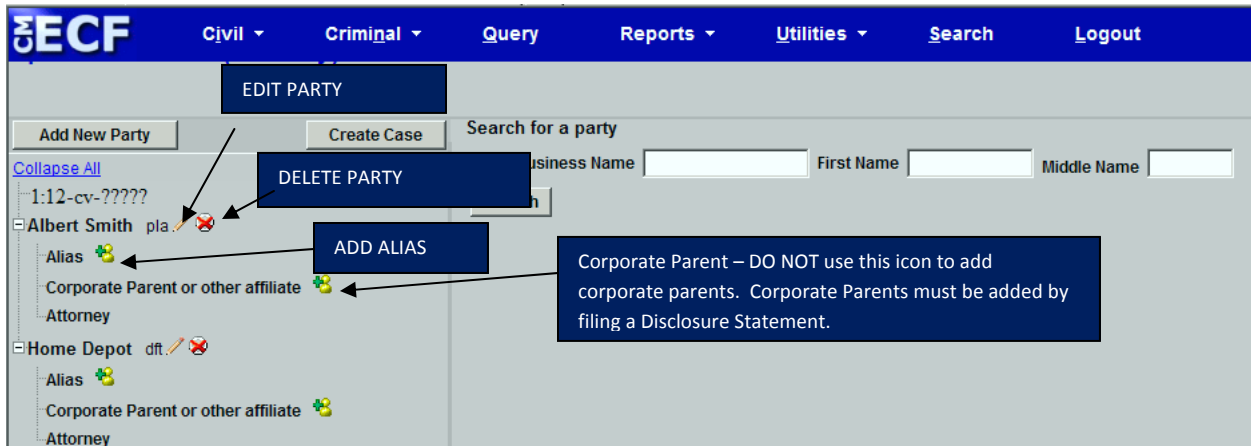 CM ECF Civil Criminal Query Reports Utilities Search Logout
EDIT PARTY
Add New Party Create Case Search for a party
Collapse All
DELETE PARTY
Name First Name Middle Name
1:12-cv-?????
Albert Smith pla
Alias
ADD ALIAS
Corporate Parent or other affiliate
Attorney
Corporate Parent – DO NOT use this icon to add
corporate parents. Corporate Parents must be added by
filing a Disclosure Statement.
Home Depot dft
Alias
Corporate Parent or other affiliate
Attorney